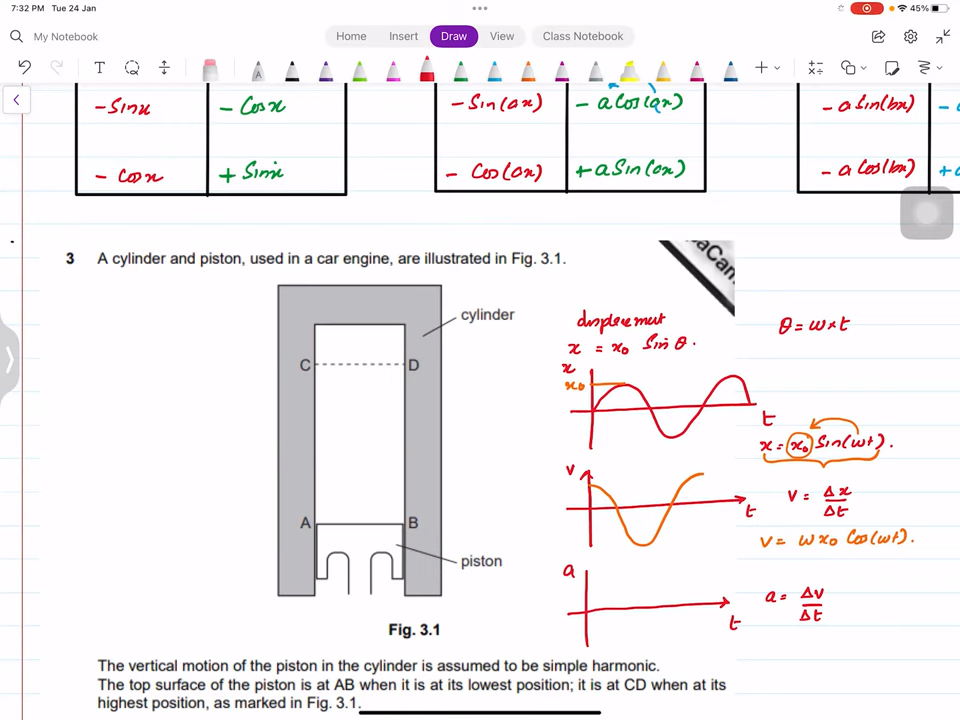 7:32 PM Tue 24 Jan
45%
My Notebook
Home Insert Draw View Class Notebook
T
A
- Sinx - Cosx
- Cosx + Sinx
- Sin(ax) - a Cos(ax)
- Cos(ax) + a Sin(ax)
- a Sin(bx) -
- a Cos(bx) +
3 A cylinder and piston, used in a car engine, are illustrated in Fig. 3.1.
cylinder
C D
A B
piston
Fig. 3.1
displacement
x = x₀ Sin θ.
x
x₀
t
v
t
a
t
θ = ω × t
x = x₀ Sin(ωt).
v = Δx
Δt
v = ω x₀ Cos(ωt).
a = Δv
Δt
The vertical motion of the piston in the cylinder is assumed to be simple harmonic.
The top surface of the piston is at AB when it is at its lowest position; it is at CD when at its
highest position, as marked in Fig. 3.1.